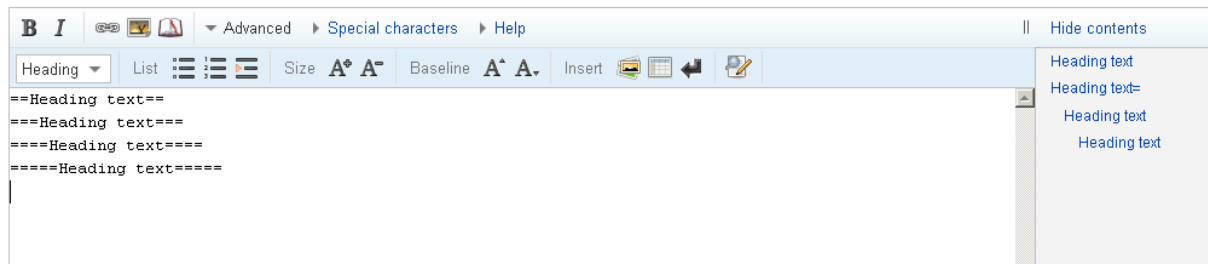 B I Advanced Special characters Help Hide contents
Heading List Size A A Baseline A A Insert
==Heading text==
===Heading text===
====Heading text====
=====Heading text=====
Heading text
Heading text=
Heading text
Heading text